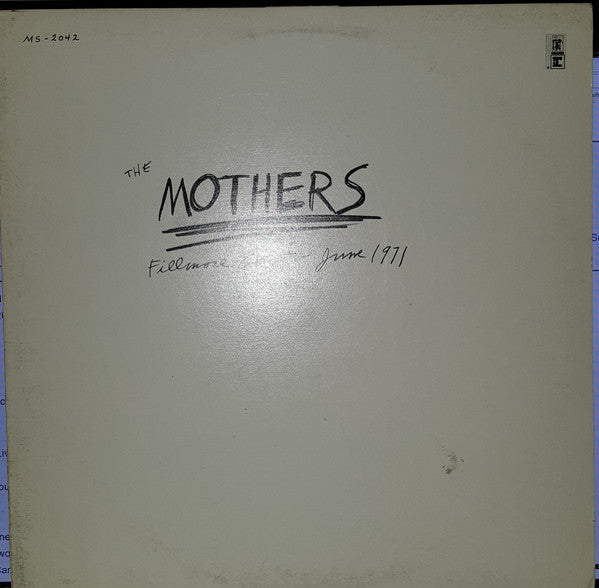 MS-2042
THE
MOTHERS
Fillmore June 1971